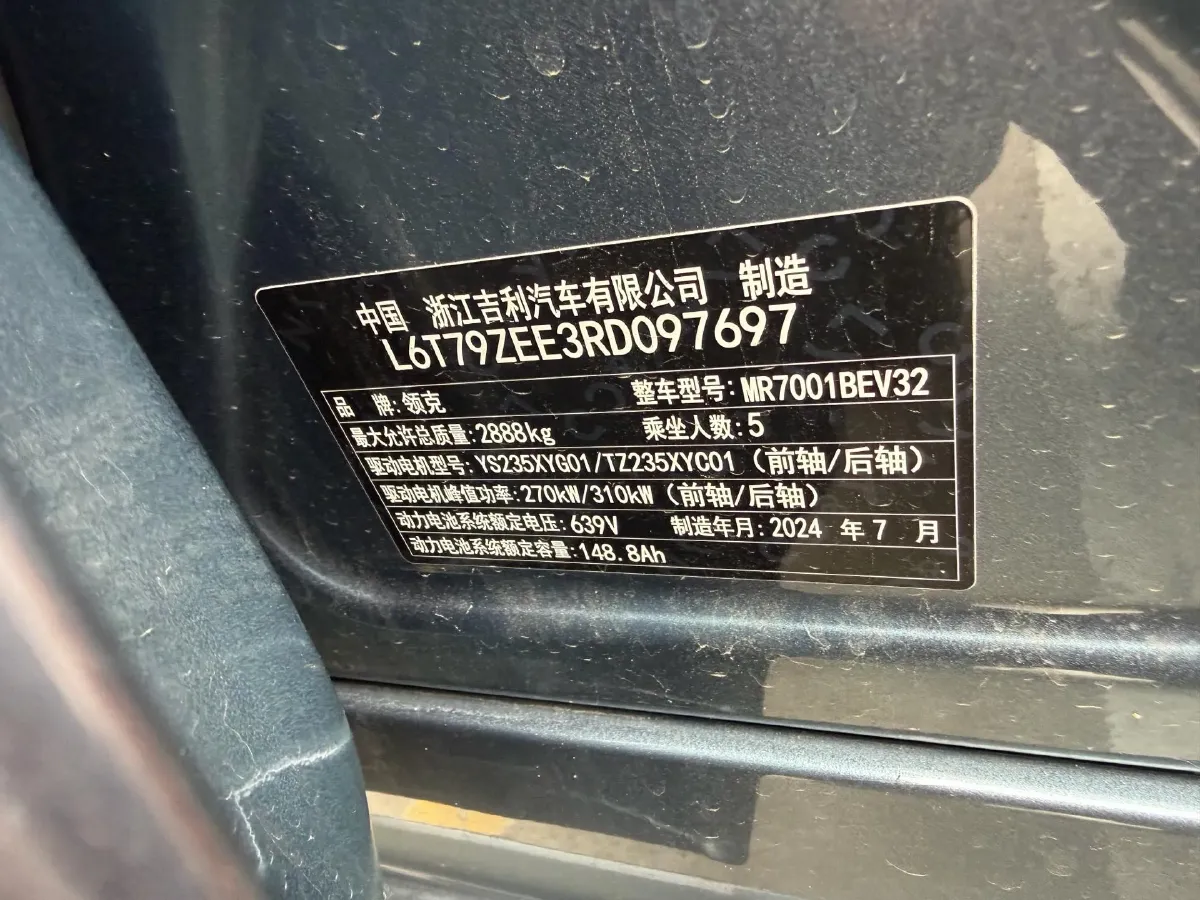 中国 浙江吉利汽车有限公司 制造
L6T79ZEE3RD097697
品 牌:领克 整车型号:MR7001BEV32
最大允许总质量:2888kg 乘坐人数:5
驱动电机型号:YS235XYG01/TZ235XYC01(前轴/后轴)
驱动电机峰值功率:270kW/310kW(前轴/后轴)
动力电池系统额定电压:639V 制造年月:2024 年 7 月
动力电池系统额定容量:148.8Ah